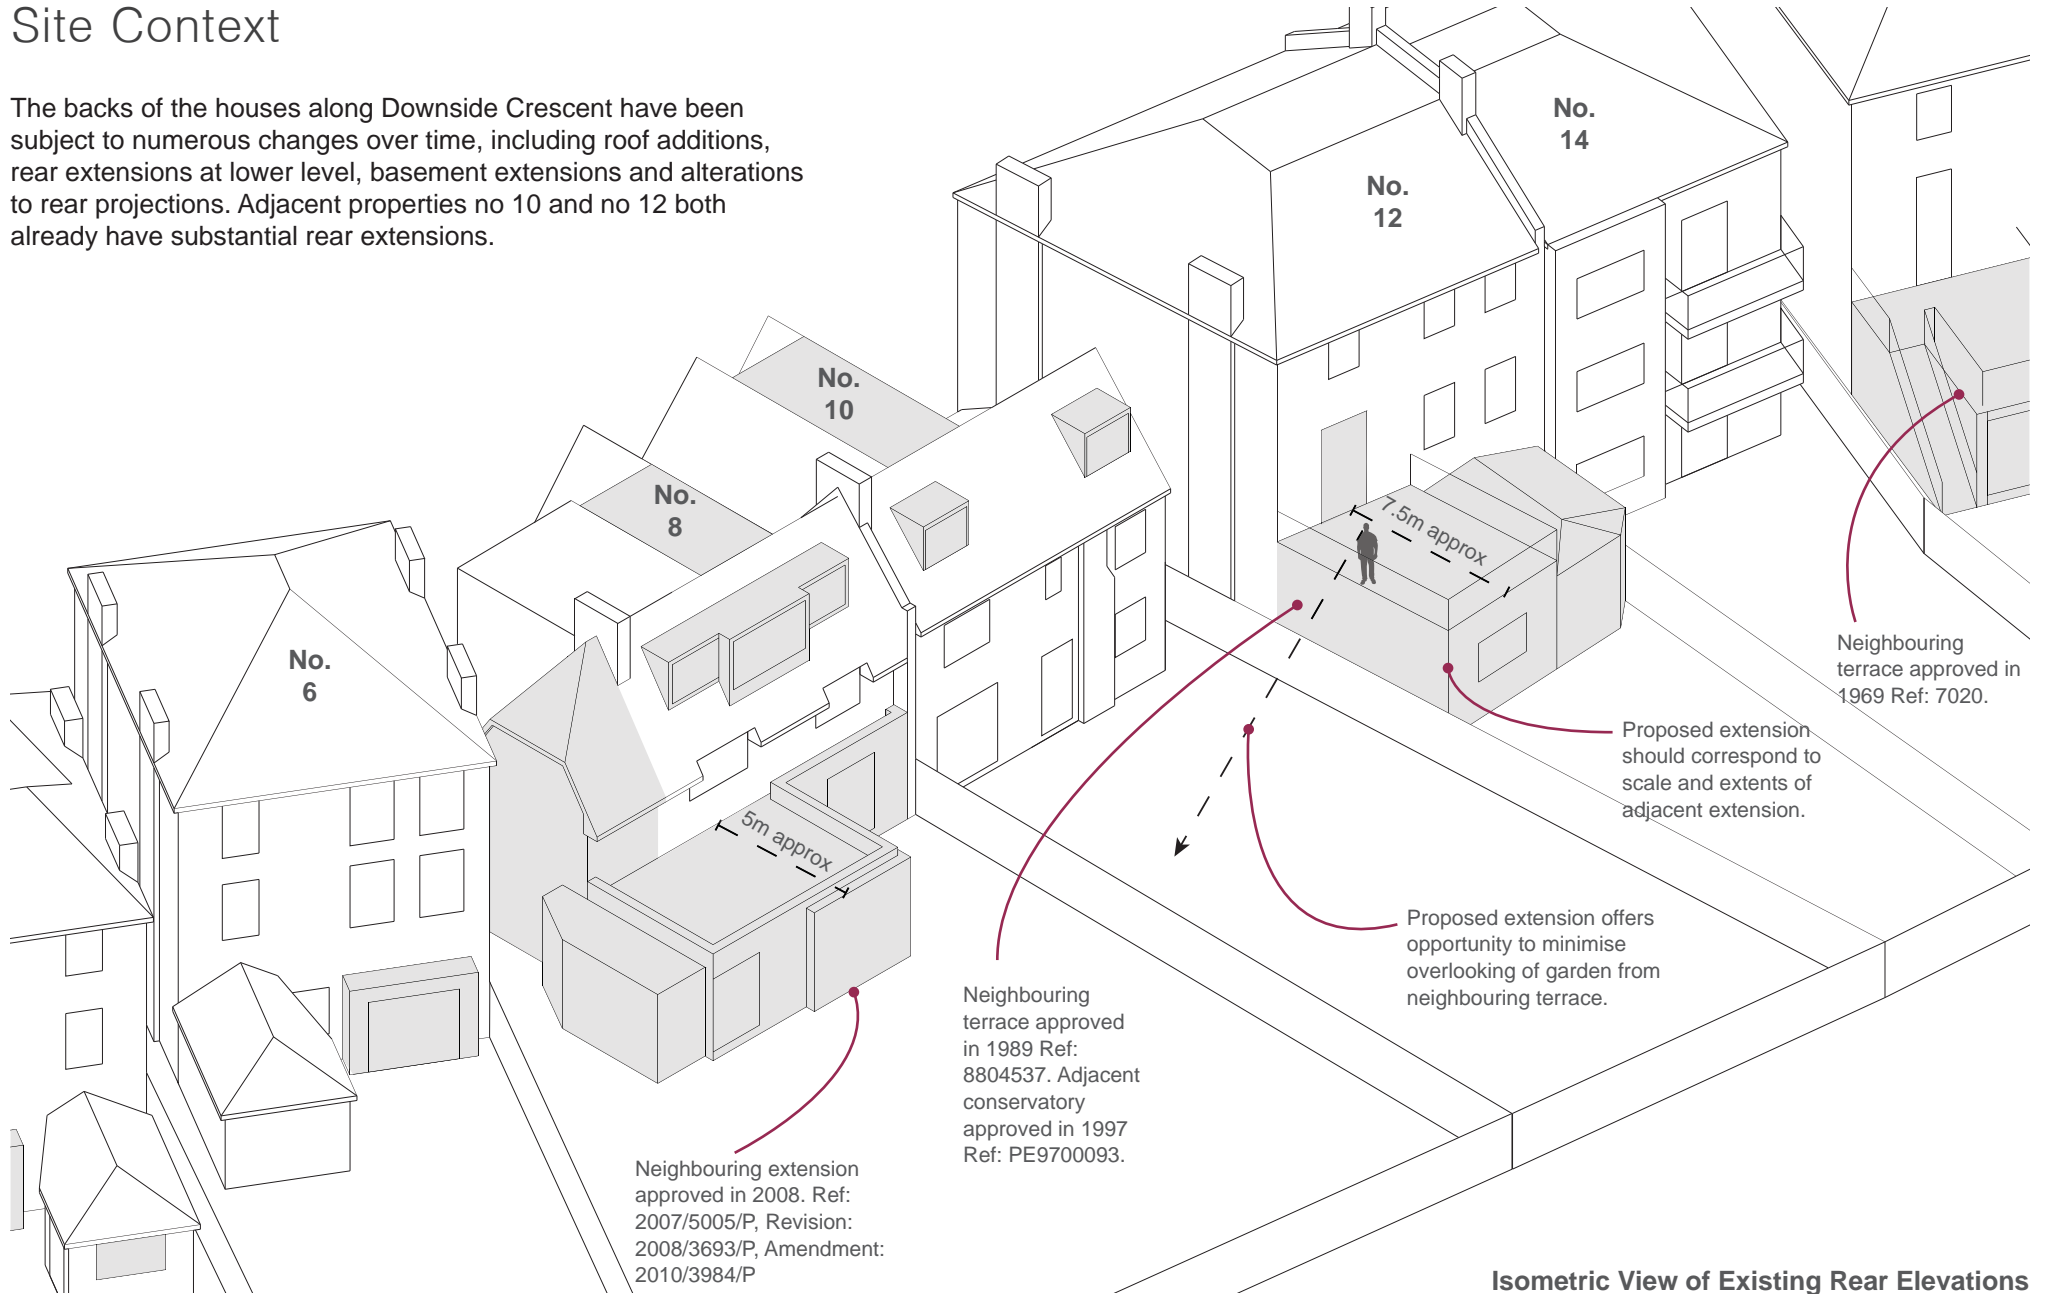 Site Context
The backs of the houses along Downside Crescent have been
subject to numerous changes over time, including roof additions,
rear extensions at lower level, basement extensions and alterations
to rear projections. Adjacent properties no 10 and no 12 both
already have substantial rear extensions.
No.
14
No.
12
No.
10
No.
8
No.
6
7.5m approx
5m approx
Neighbouring
terrace approved in
1969 Ref: 7020.
Proposed extension
should correspond to
scale and extents of
adjacent extension.
Proposed extension offers
opportunity to minimise
overlooking of garden from
neighbouring terrace.
Neighbouring
terrace approved
in 1989 Ref:
8804537. Adjacent
conservatory
approved in 1997
Ref: PE9700093.
Neighbouring extension
approved in 2008. Ref:
2007/5005/P, Revision:
2008/3693/P, Amendment:
2010/3984/P
Isometric View of Existing Rear Elevations